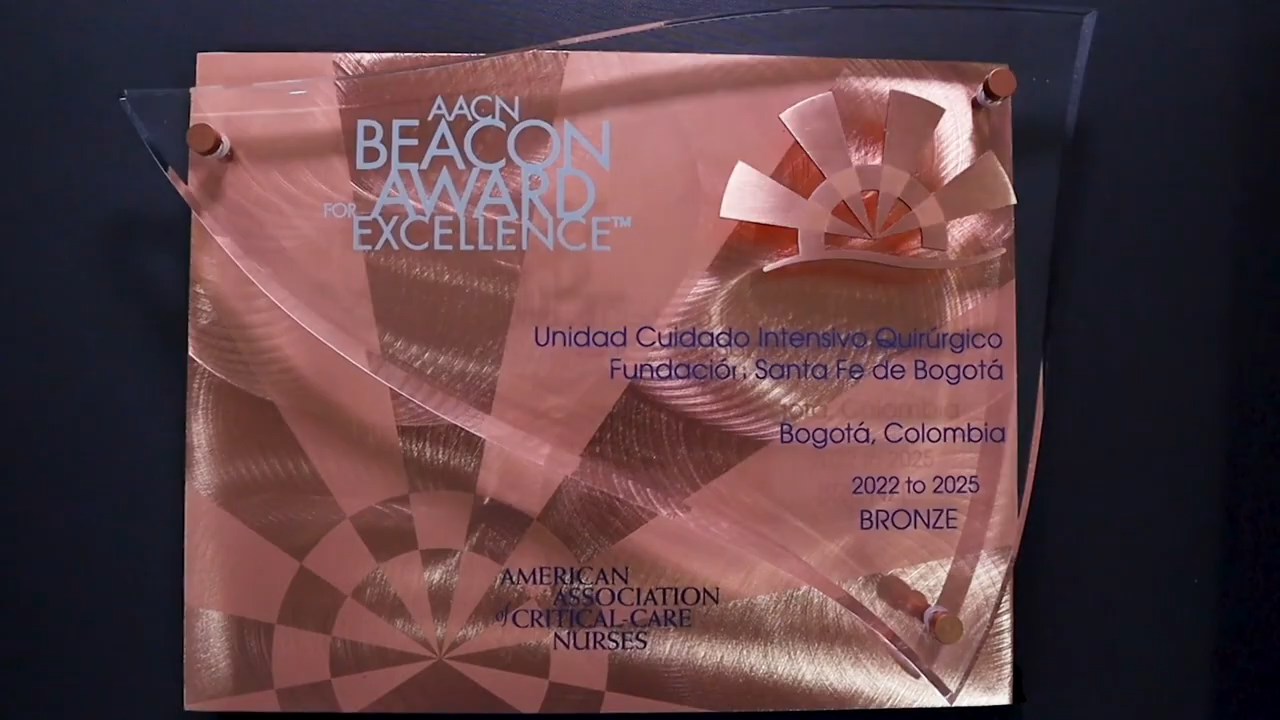 AACN
BEACON
AWARD
FOR EXCELLENCE™
Unidad Cuidado Intensivo Quirúrgico
Fundación Santa Fe de Bogotá
Bogotá, Colombia
2022 to 2025
BRONZE
AMERICAN
ASSOCIATION
of CRITICAL-CARE
NURSES